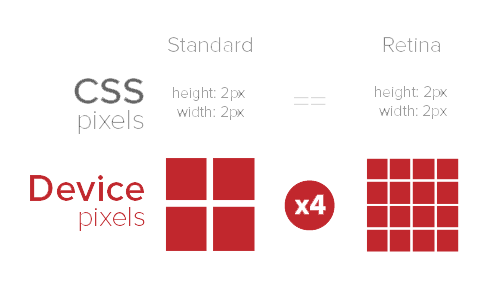 Standard
Retina
CSS
pixels
height: 2px
width: 2px
==
height: 2px
width: 2px
Device
pixels
x4